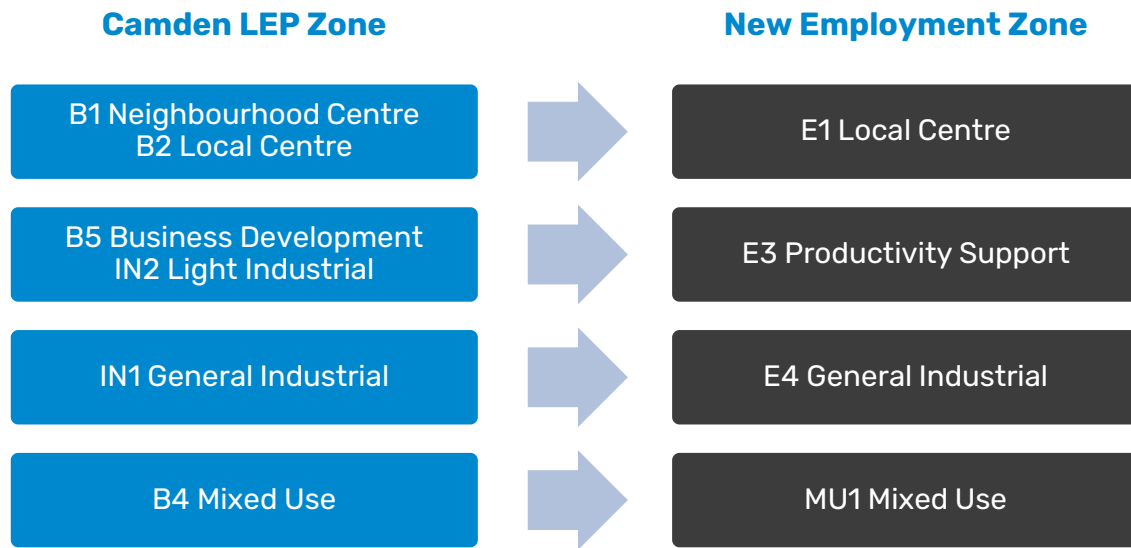 Camden LEP Zone
New Employment Zone
B1 Neighbourhood Centre
B2 Local Centre
E1 Local Centre
B5 Business Development
IN2 Light Industrial
E3 Productivity Support
IN1 General Industrial
E4 General Industrial
B4 Mixed Use
MU1 Mixed Use